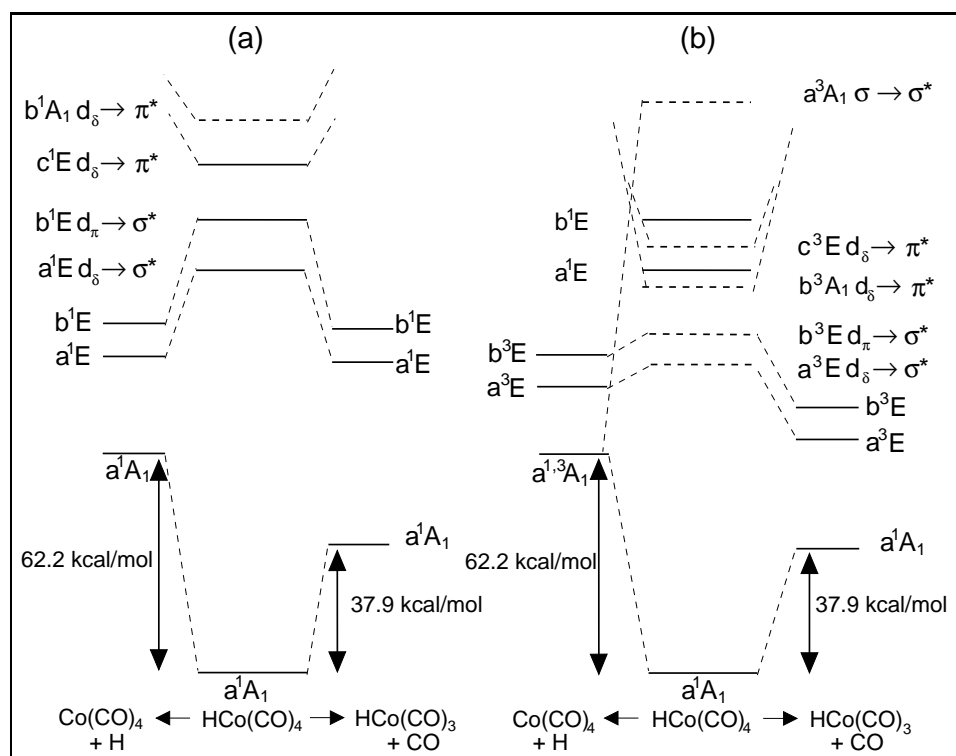 (a)
b¹A₁ d_δ→ π*
c¹E d_δ→ π*
b¹E d_π→ σ*
a¹E d_δ→ σ*
b¹E
a¹E
b¹E
a¹E
a¹A₁
a¹A₁
62.2 kcal/mol
37.9 kcal/mol
a¹A₁
Co(CO)₄
+ H
HCo(CO)₄
HCo(CO)₃
+ CO
(b)
a³A₁ σ → σ*
b¹E
a¹E
c³E d_δ→ π*
b³A₁ d_δ→ π*
b³E d_π→ σ*
a³E d_δ→ σ*
b³E
a³E
b³E
a³E
a¹,³A₁
a¹A₁
62.2 kcal/mol
37.9 kcal/mol
a¹A₁
Co(CO)₄
+ H
HCo(CO)₄
HCo(CO)₃
+ CO